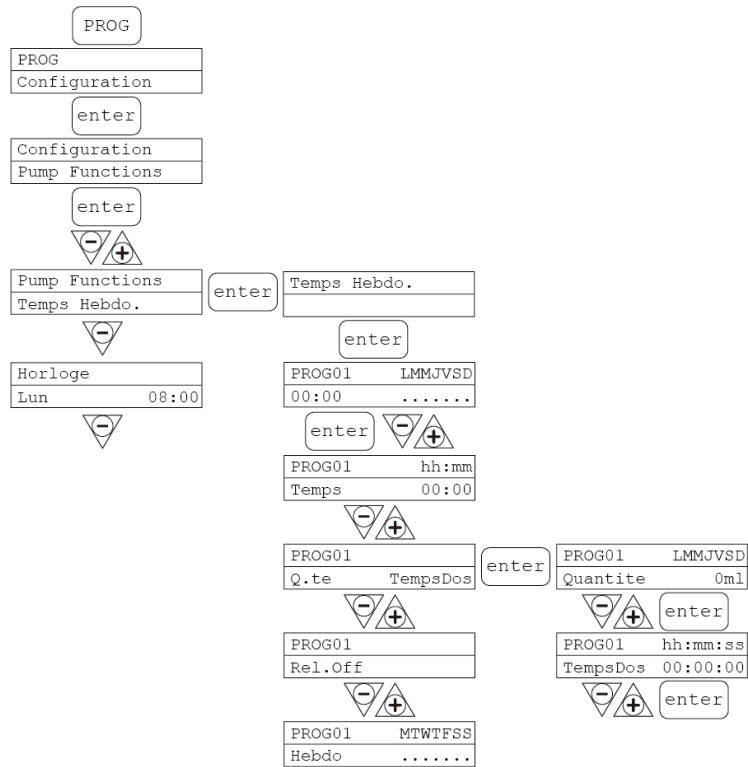 PROG
PROG
Configuration
enter
Configuration
Pump Functions
enter
Pump Functions
Temps Hebdo.
enter
Temps Hebdo.
enter
Horloge
Lun 08:00
PROG01 LMMJVSD
00:00 .......
enter
PROG01 hh:mm
Temps 00:00
PROG01
Q.te TempsDos
enter
PROG01 LMMJVSD
Quantite 0ml
enter
PROG01 hh:mm:ss
TempsDos 00:00:00
enter
PROG01
Rel.Off
PROG01 MTWTFSS
Hebdo .......